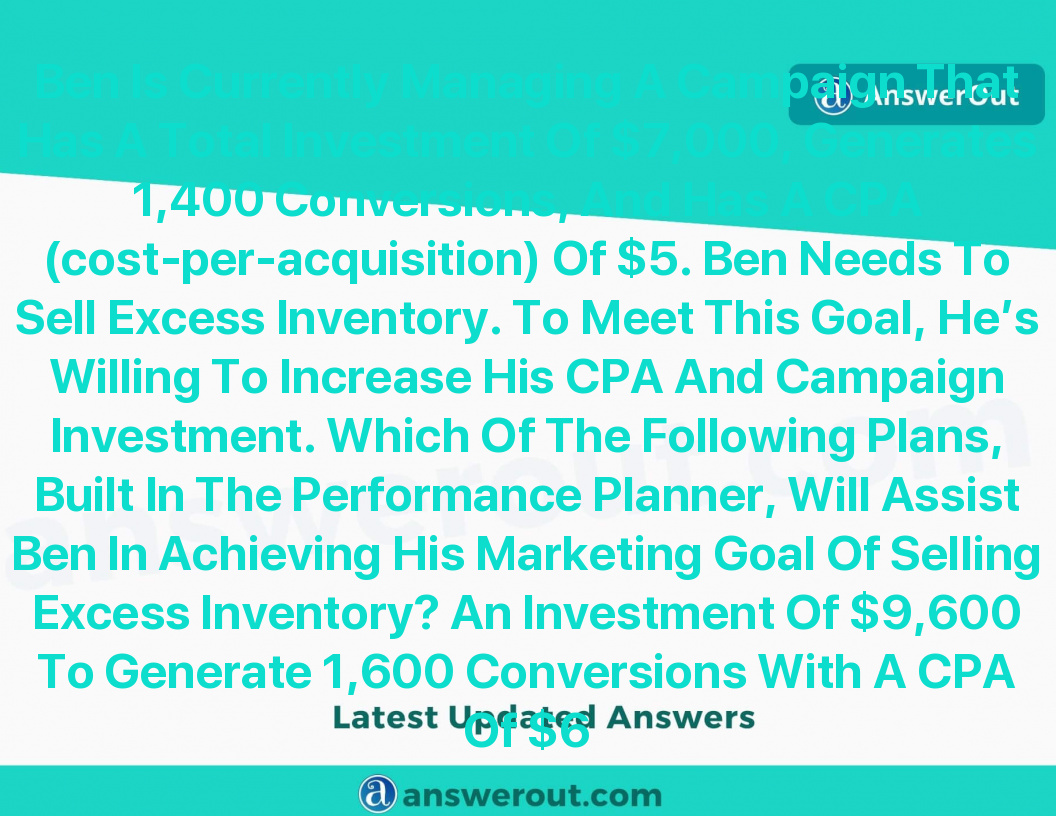 Ben Is Currently Managing A Campaign That
AnswerOut
Has A Total Investment Of $7,000, Generates
1,400 Conversions, And Has A CPA
(cost-per-acquisition) Of $5. Ben Needs To
Sell Excess Inventory. To Meet This Goal, He’s
Willing To Increase His CPA And Campaign
Investment. Which Of The Following Plans,
Built In The Performance Planner, Will Assist
answerout.com
Ben In Achieving His Marketing Goal Of Selling
Excess Inventory? An Investment Of $9,600
To Generate 1,600 Conversions With A CPA
Latest Updated Answers
Of $6
answerout.com